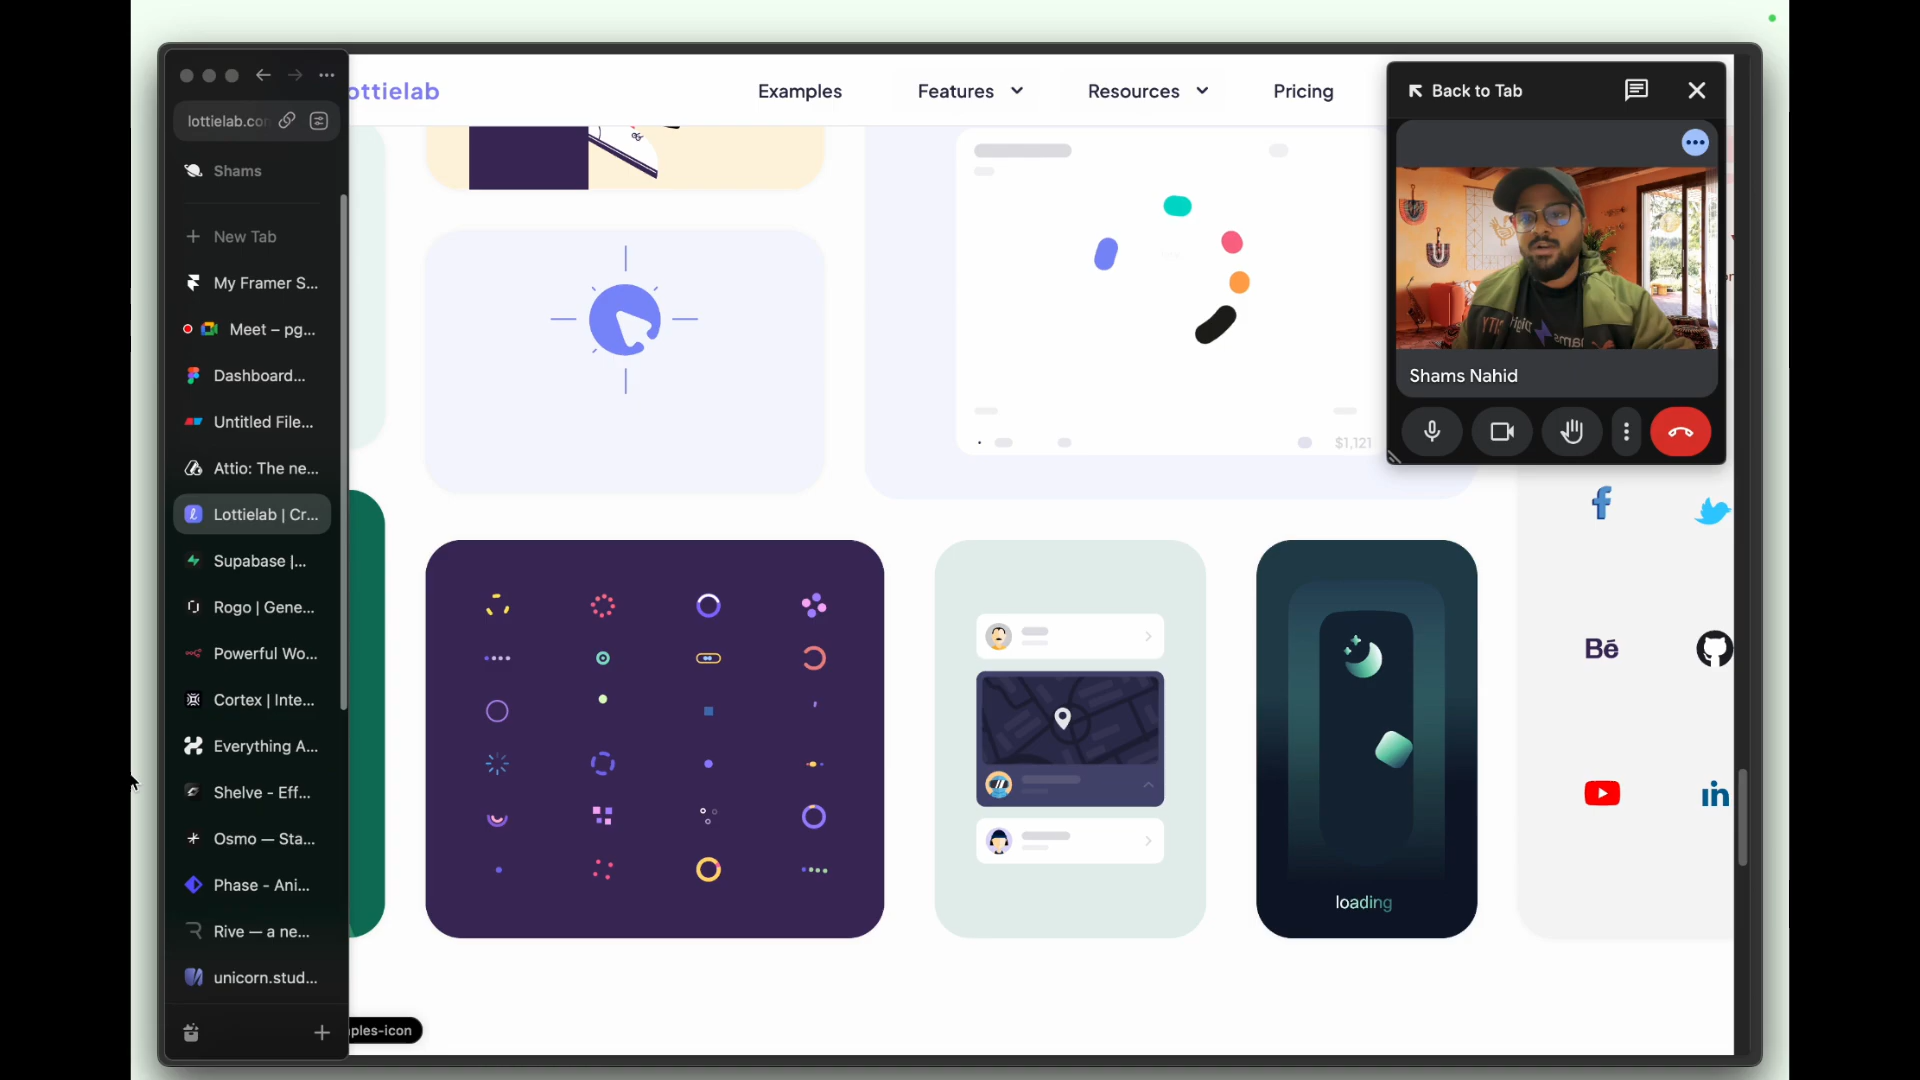 lottielab.con
Shams
New Tab
My Framer S...
Meet – pg...
Dashboard...
Untitled File...
Attio: The ne...
Lottielab | Cr...
Supabase |...
Rogo | Gene...
Powerful Wo...
Cortex | Inte...
Everything A...
Shelve - Eff...
Osmo — Sta...
Phase - Ani...
Rive — a ne...
unicorn.stud...
ottielab
Examples
Features
Resources
Pricing
Back to Tab
Shams Nahid
$1,121
loading
Bē
in
ples-icon